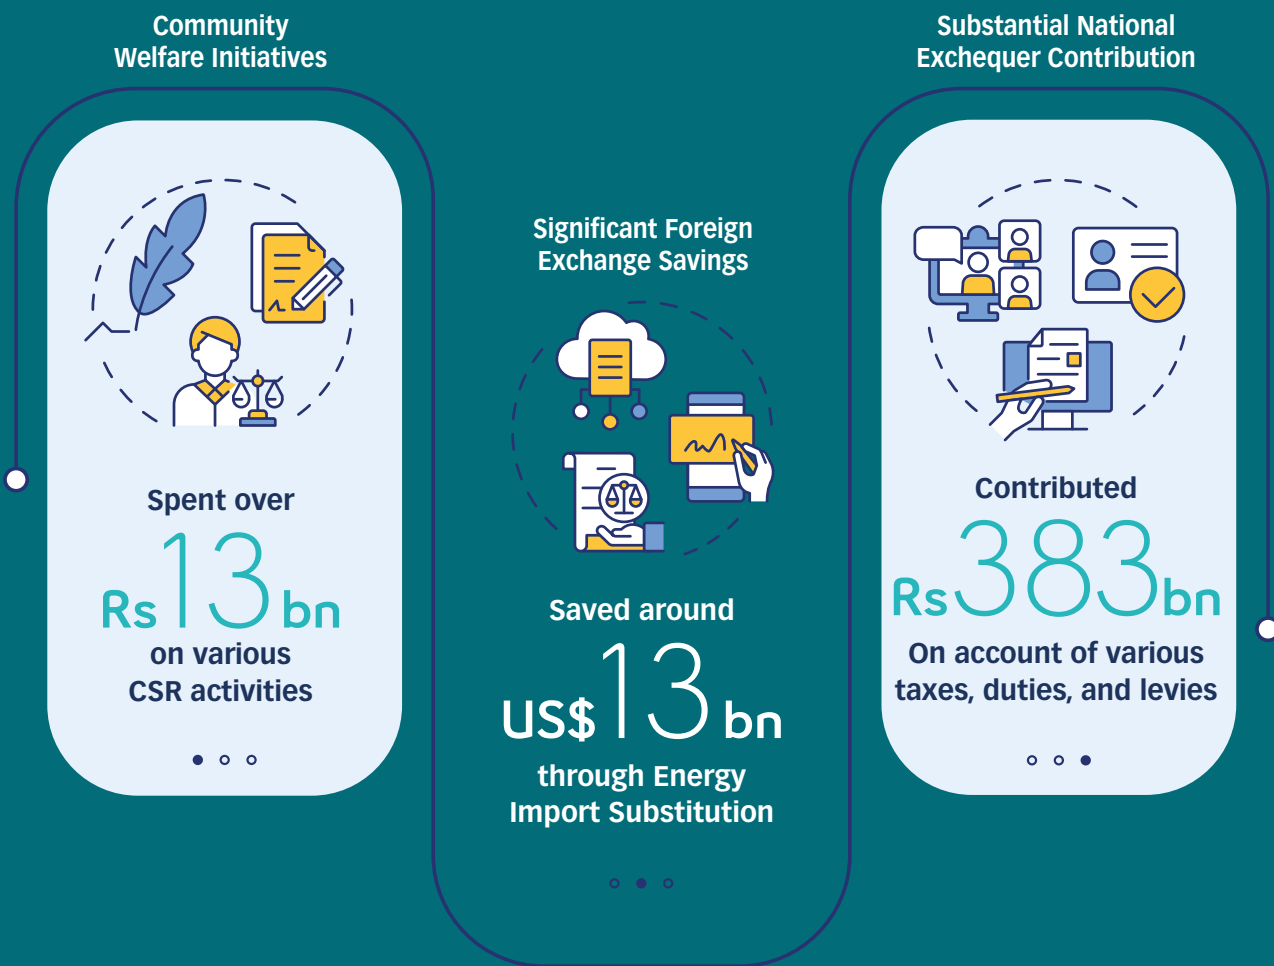 Community
Welfare Initiatives
Spent over
Rs 13 bn
on various
CSR activities
Significant Foreign
Exchange Savings
Saved around
US$ 13 bn
through Energy
Import Substitution
Substantial National
Exchequer Contribution
Contributed
Rs 383 bn
On account of various
taxes, duties, and levies